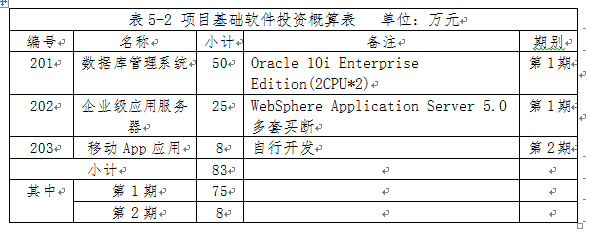 表5-2 项目基础软件投资概算表 单位：万元
编号 名称 小计 备注 期别
201 数据库管理系统 50 Oracle 10i Enterprise Edition(2CPU*2) 第1期
202 企业级应用服务器 25 WebSphere Application Server 5.0 多套买断 第1期
203 移动App应用 8 自行开发 第2期
小计 83
其中 第1期 75
第2期 8